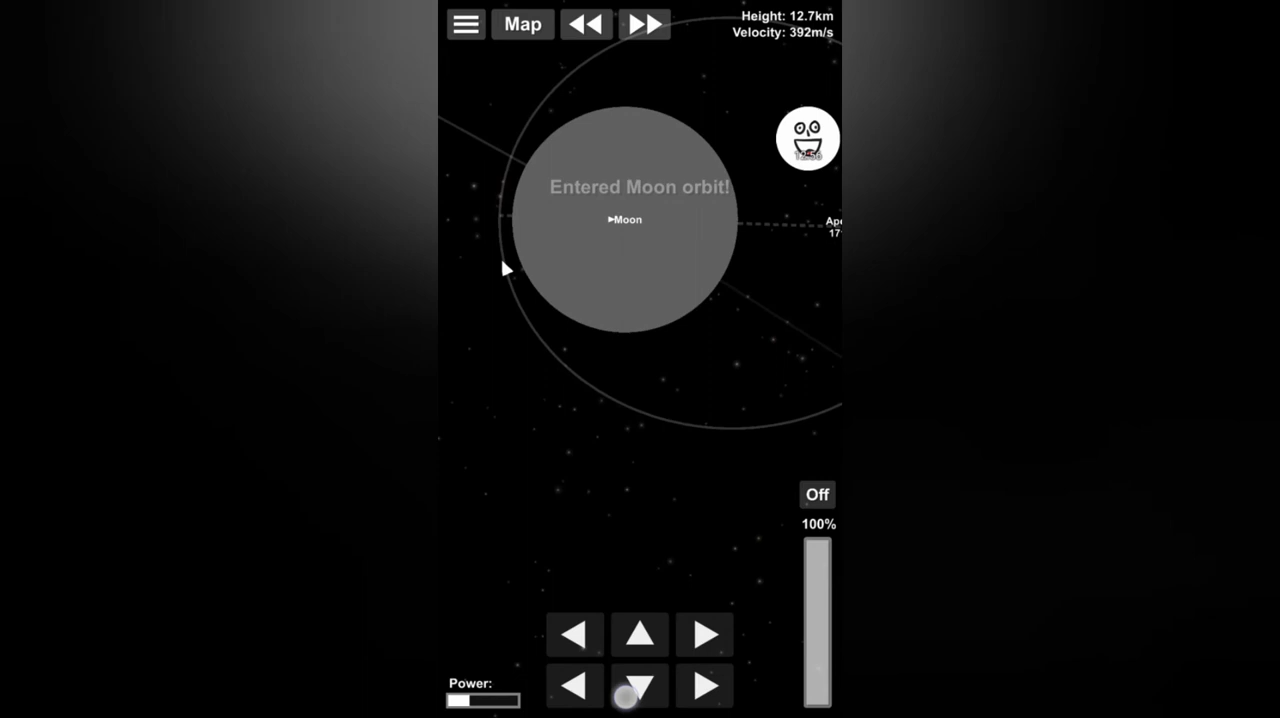 Map
Height: 12.7km
Velocity: 392m/s
Entered Moon orbit!
Moon
Off
100%
Power: